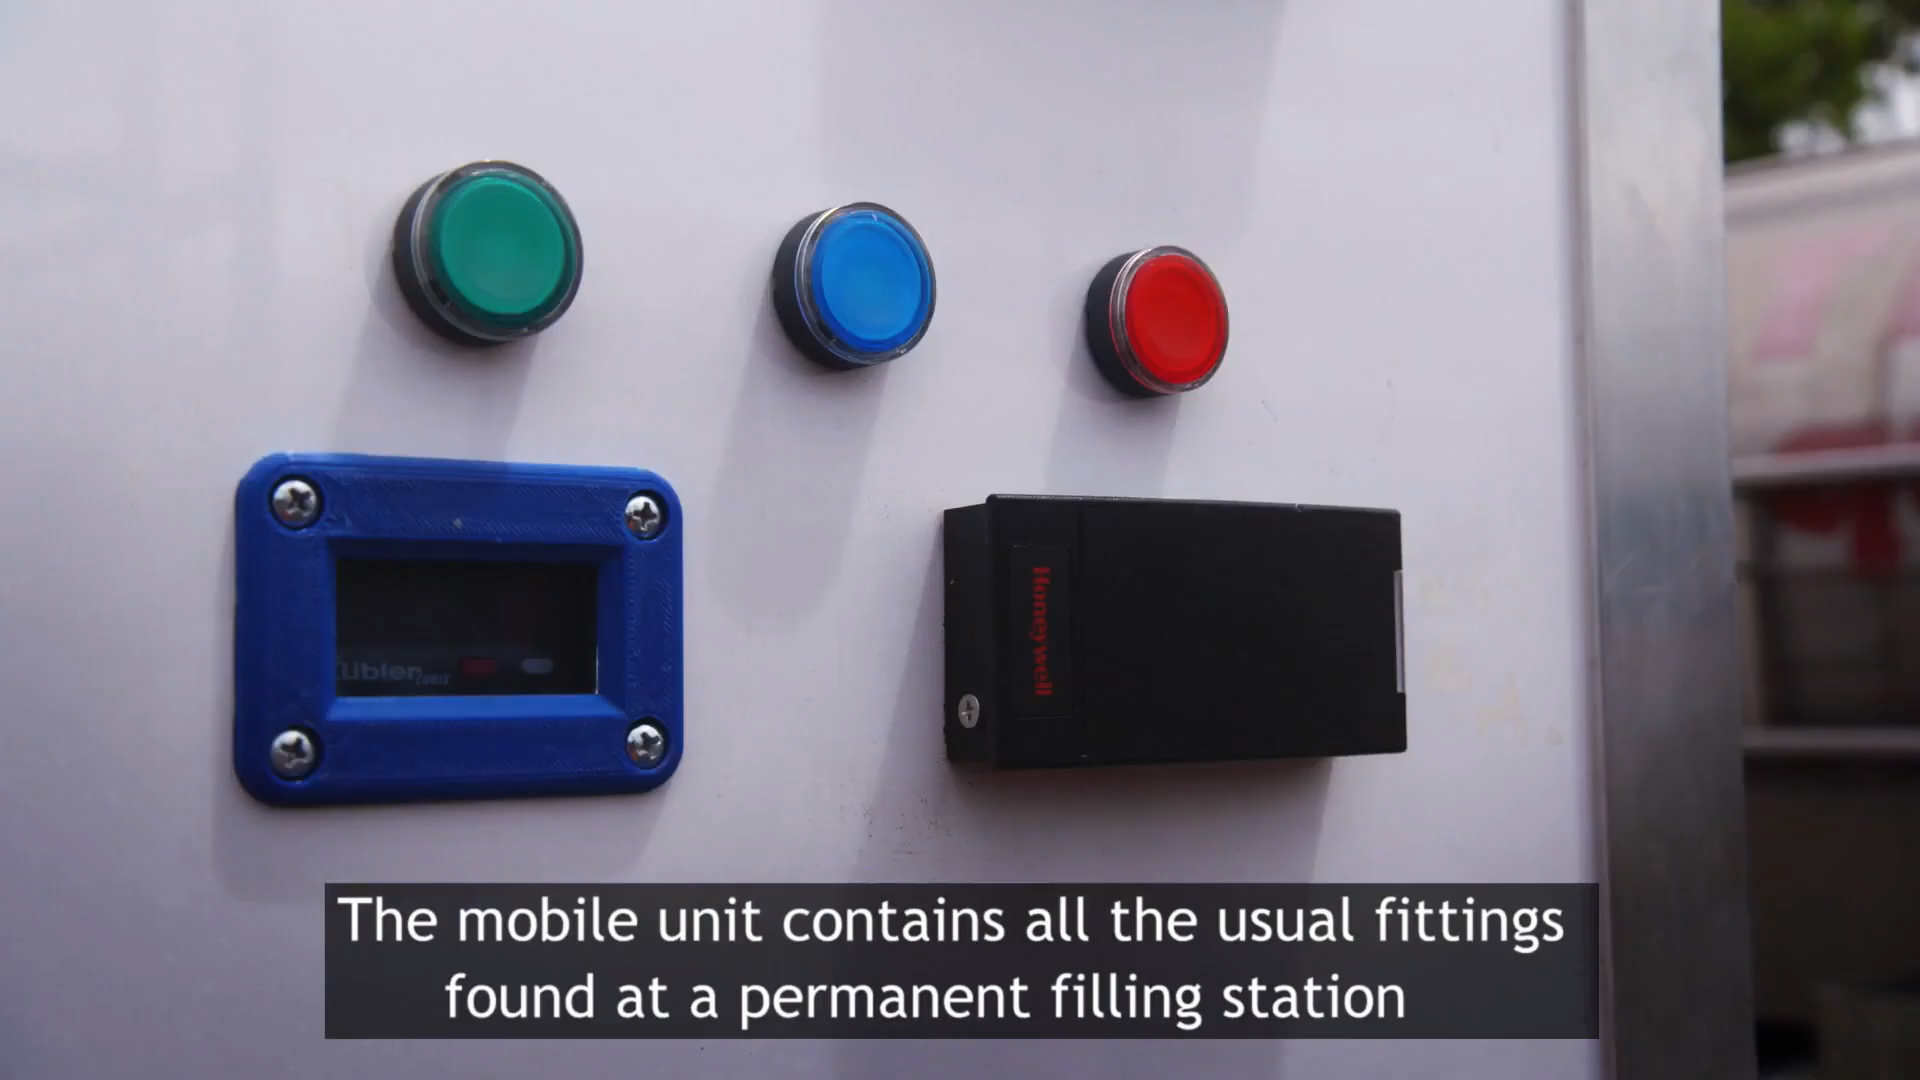 Honeywell
The mobile unit contains all the usual fittings
found at a permanent filling station